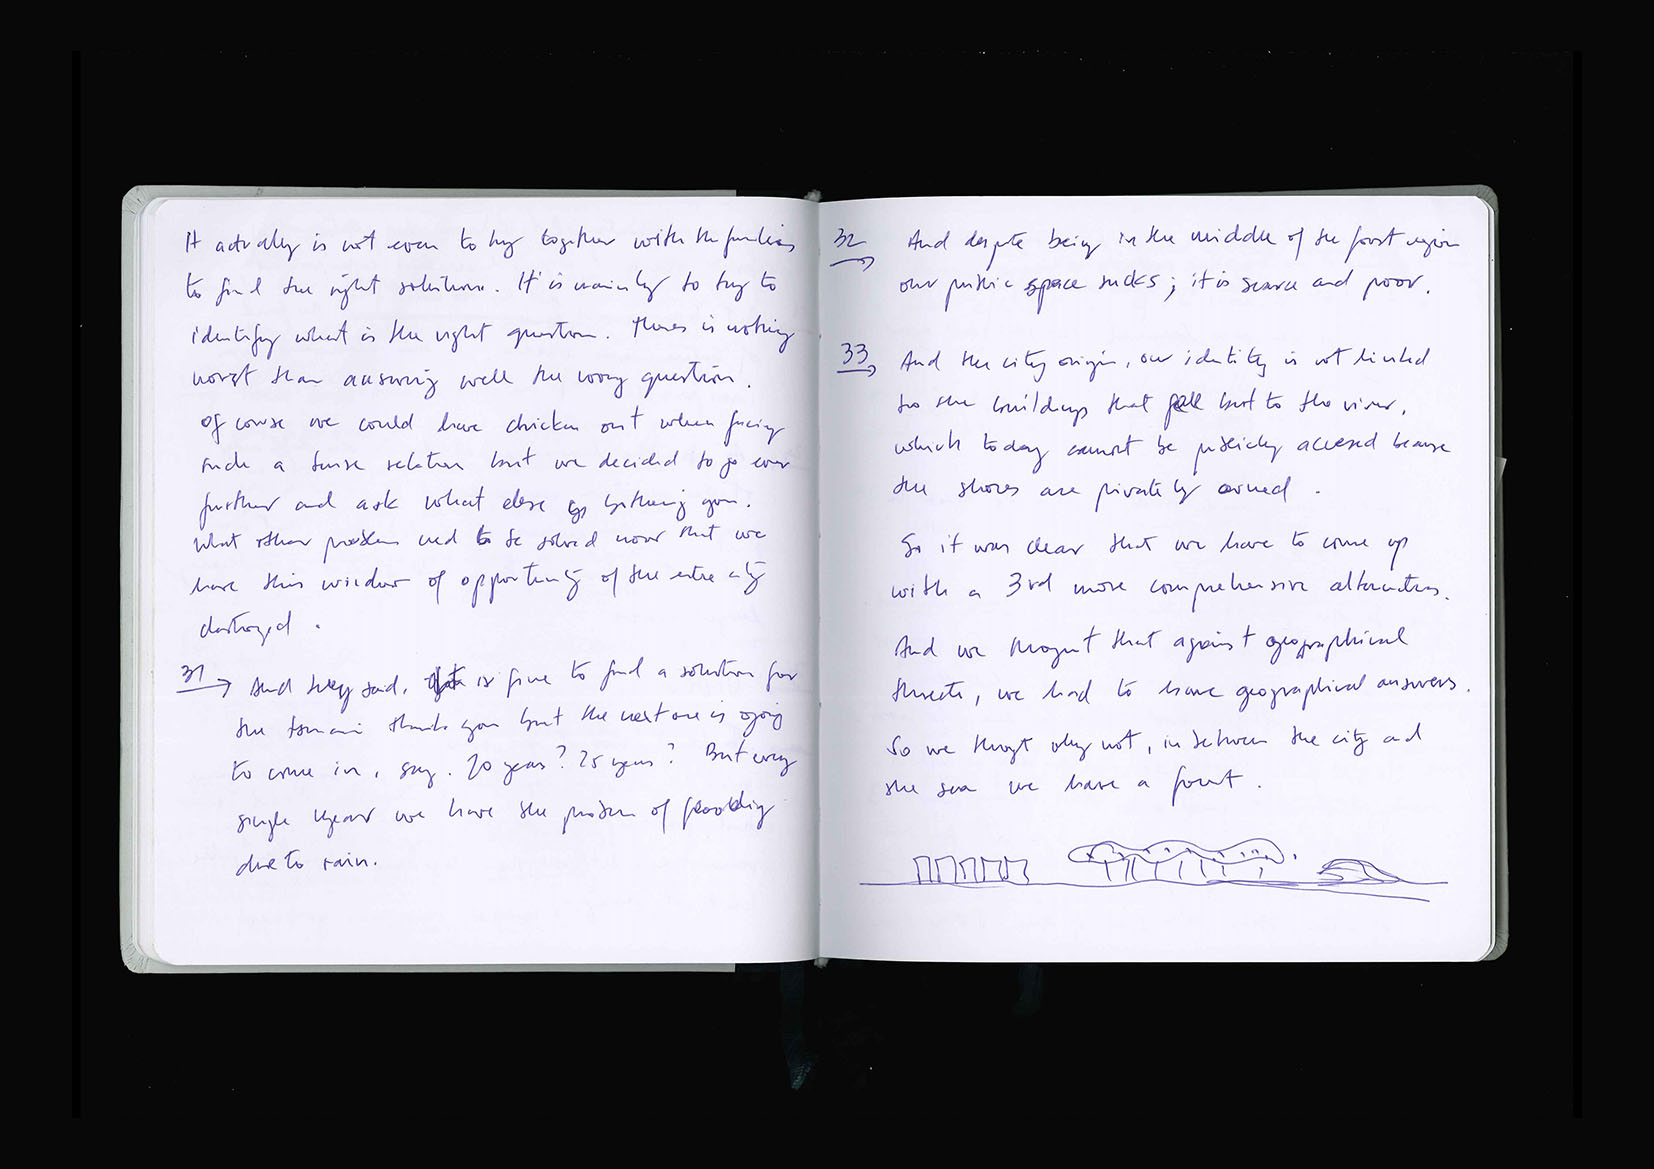 It actually is not even to try together with the families
to find the right solutions. It is mainly to try to
identify what is the right question. Theres is nothing
worst than answering well the wrong question.
Of course we could have chicken out when facing
such a tense relation but we decided to go even
further and ask what else is bothering you.
What other problem need to be solved now that we
have this window of opportunity of the entire city
destroyed.
31 → And they said, is fine to find a solution for
the tsunami thank you but the next one is going
to come in, say. 20 years? 25 years? But every
single year we have the problem of flooding
due to rain.
32 → And despite being in the middle of the forest region
our public space sucks; it is scarce and poor.
33 → And the city origin, our identity is not linked
to the buildings that fell but to the river,
which today cannot be publicly accesed because
the shores are privately owned.
So it was clear that we have to come up
with a 3rd more comprehensive alternative.
And we thought that against geographical
threats, we had to have geographical answers.
So we thougt why not, in between the city and
the sea we have a forest.